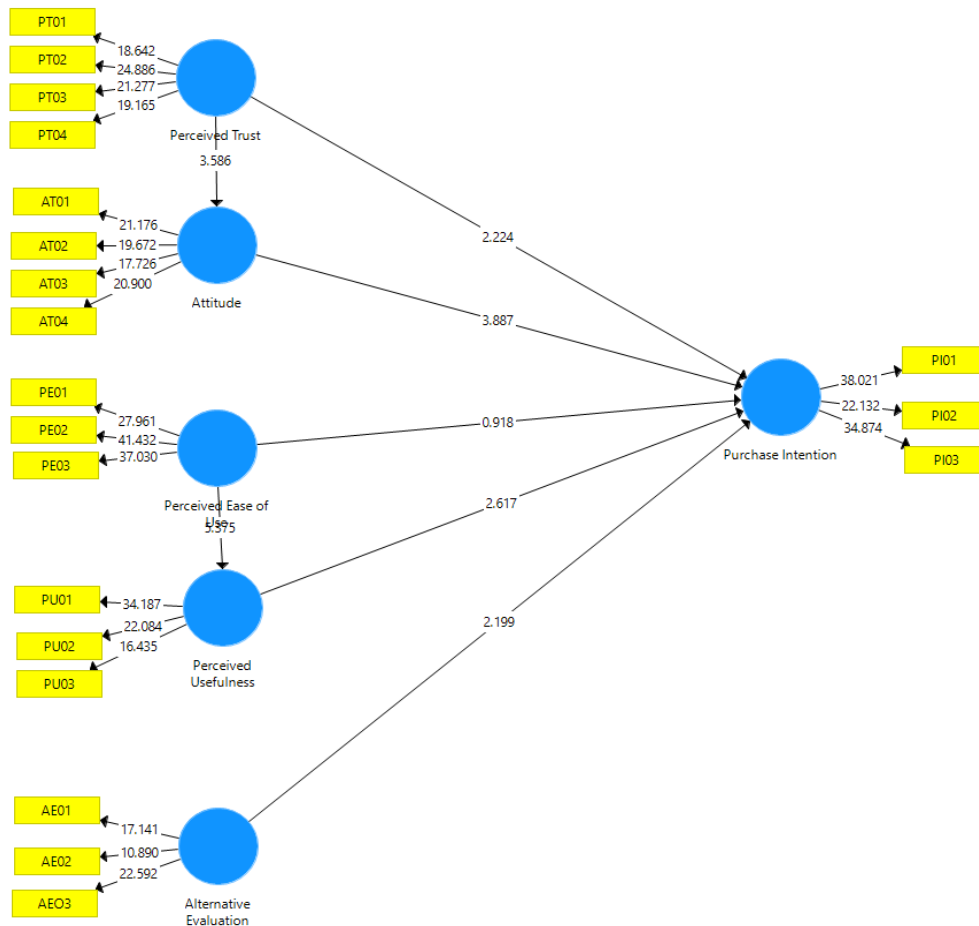 PT01
18.642
PT02
24.886
PT03
21.277
PT04
19.165
Perceived Trust
3.586
2.224
AT01
21.176
AT02
19.672
AT03
17.726
AT04
20.900
Attitude
3.887
PE01
27.961
PE02
41.432
PE03
37.030
Perceived Ease of
Use
5.375
0.918
2.617
PU01
34.187
PU02
22.084
PU03
16.435
Perceived
Usefulness
2.199
AE01
17.141
AE02
10.890
AEO3
22.592
Alternative
Evaluation
Purchase Intention
PI01
38.021
PI02
22.132
PI03
34.874